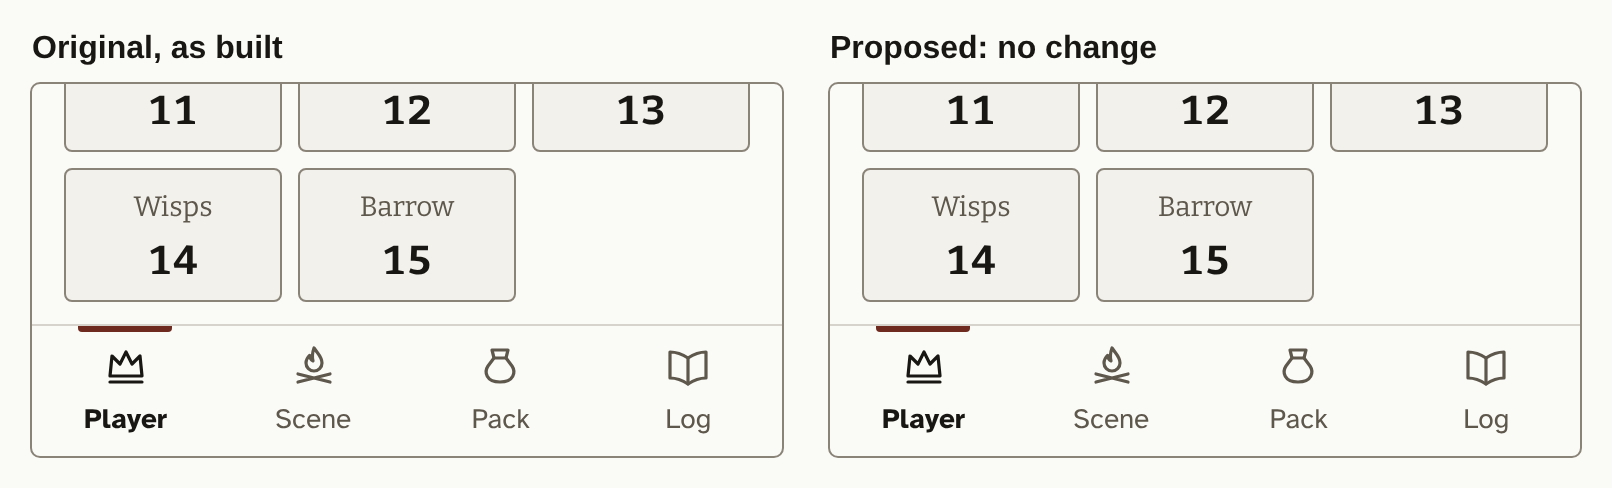 Original, as built
11 12 13
Wisps Barrow
14 15
Player Scene Pack Log
Proposed: no change
11 12 13
Wisps Barrow
14 15
Player Scene Pack Log